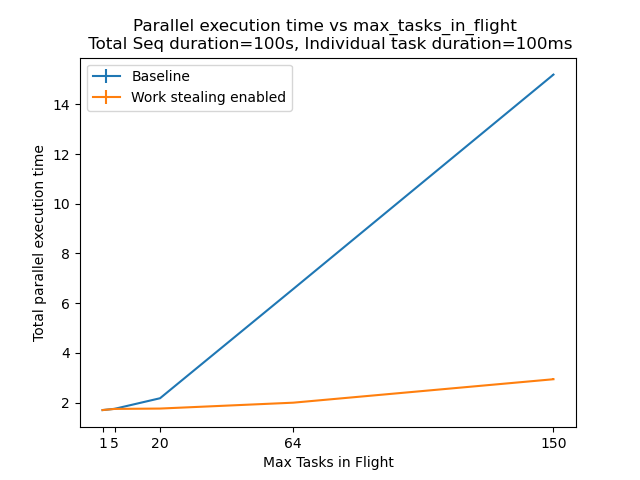 Parallel execution time vs max_tasks_in_flight
Total Seq duration=100s, Individual task duration=100ms
Baseline
Work stealing enabled
14
12
10
8
6
4
2
Total parallel execution time
1 5 20 64 150
Max Tasks in Flight